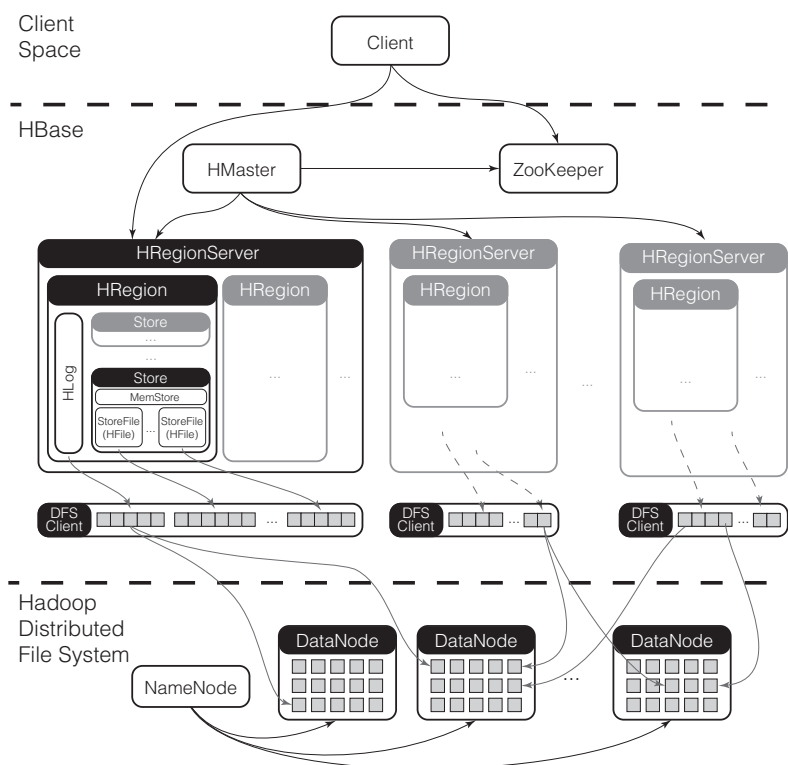 Client
Space
Client
HBase
HMaster
ZooKeeper
HRegionServer
HRegionServer
HRegionServer
HRegion
HRegion
HRegion
HRegion
HLog
Store
...
...
Store
MemStore
StoreFile
(HFile)
...
StoreFile
(HFile)
...
...
...
...
...
...
...
DFS
Client
...
DFS
Client
...
DFS
Client
...
Hadoop
Distributed
File System
DataNode
DataNode
DataNode
...
NameNode